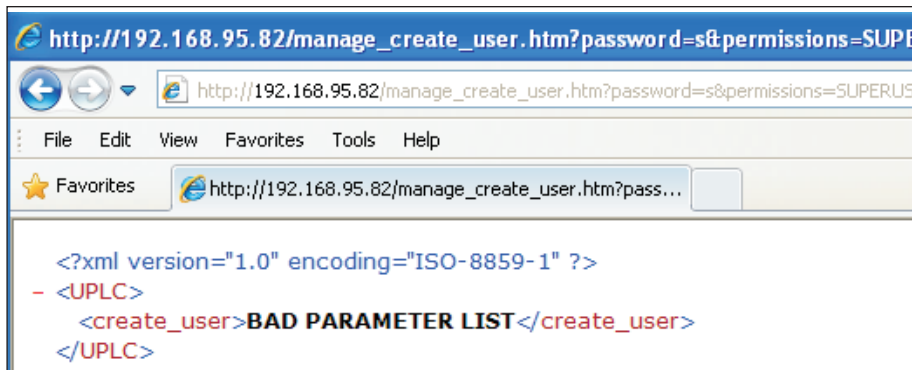 http://192.168.95.82/manage_create_user.htm?password=s&permissions=SUPE
http://192.168.95.82/manage_create_user.htm?password=s&permissions=SUPERUS
File Edit View Favorites Tools Help
Favorites http://192.168.95.82/manage_create_user.htm?pass...
<?xml version="1.0" encoding="ISO-8859-1" ?>
– <UPLC>
<create_user>BAD PARAMETER LIST</create_user>
</UPLC>